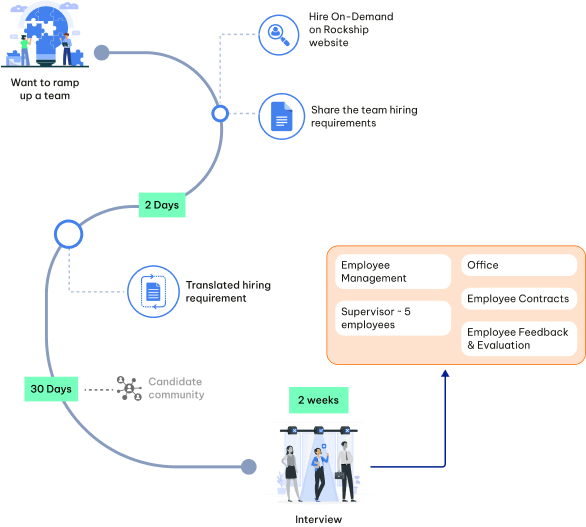 Hire On-Demand
on Rockship
website
Want to ramp
up a team
Share the team hiring
requirements
2 Days
Translated hiring
requirement
Employee
Management
Office
Employee Contracts
Supervisor - 5
employees
Employee Feedback
& Evaluation
30 Days
Candidate
community
2 weeks
Interview